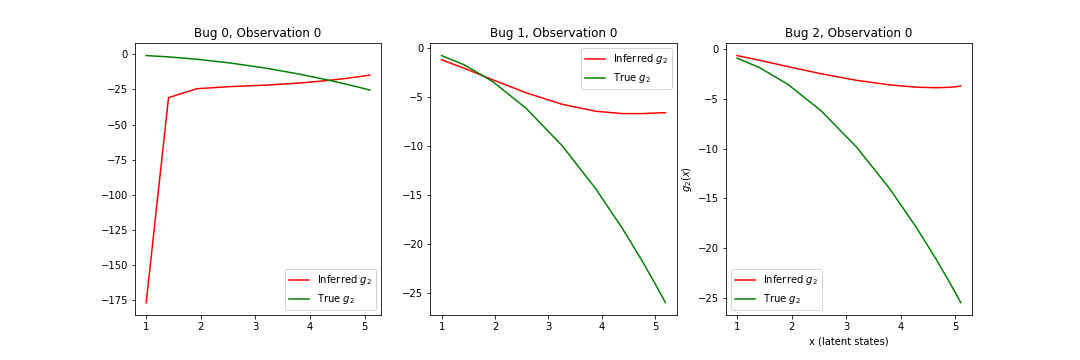 Bug 0, Observation 0
0
−25
−50
−75
−100
−125
−150
−175
1 2 3 4 5
Inferred g₂
True g₂
Bug 1, Observation 0
Inferred g₂
True g₂
0
−5
−10
−15
−20
−25
1 2 3 4 5
Bug 2, Observation 0
g₂(x)
0
−5
−10
−15
−20
−25
Inferred g₂
True g₂
1 2 3 4 5
x (latent states)